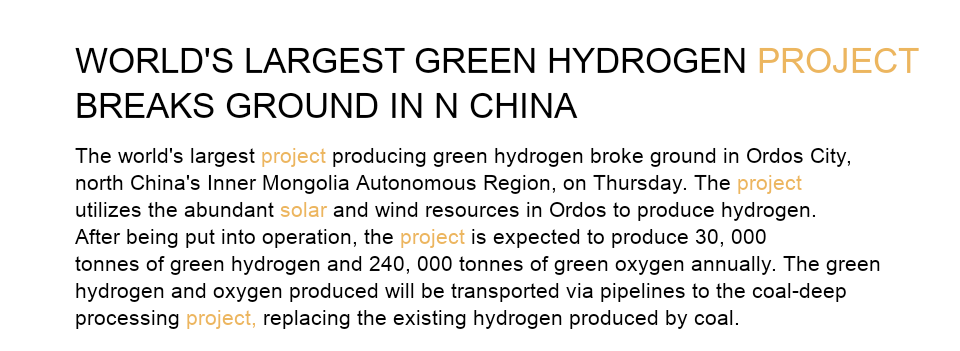 WORLD'S LARGEST GREEN HYDROGEN PROJECT
BREAKS GROUND IN N CHINA
The world's largest project producing green hydrogen broke ground in Ordos City,
north China's Inner Mongolia Autonomous Region, on Thursday. The project
utilizes the abundant solar and wind resources in Ordos to produce hydrogen.
After being put into operation, the project is expected to produce 30, 000
tonnes of green hydrogen and 240, 000 tonnes of green oxygen annually. The green
hydrogen and oxygen produced will be transported via pipelines to the coal-deep
processing project, replacing the existing hydrogen produced by coal.